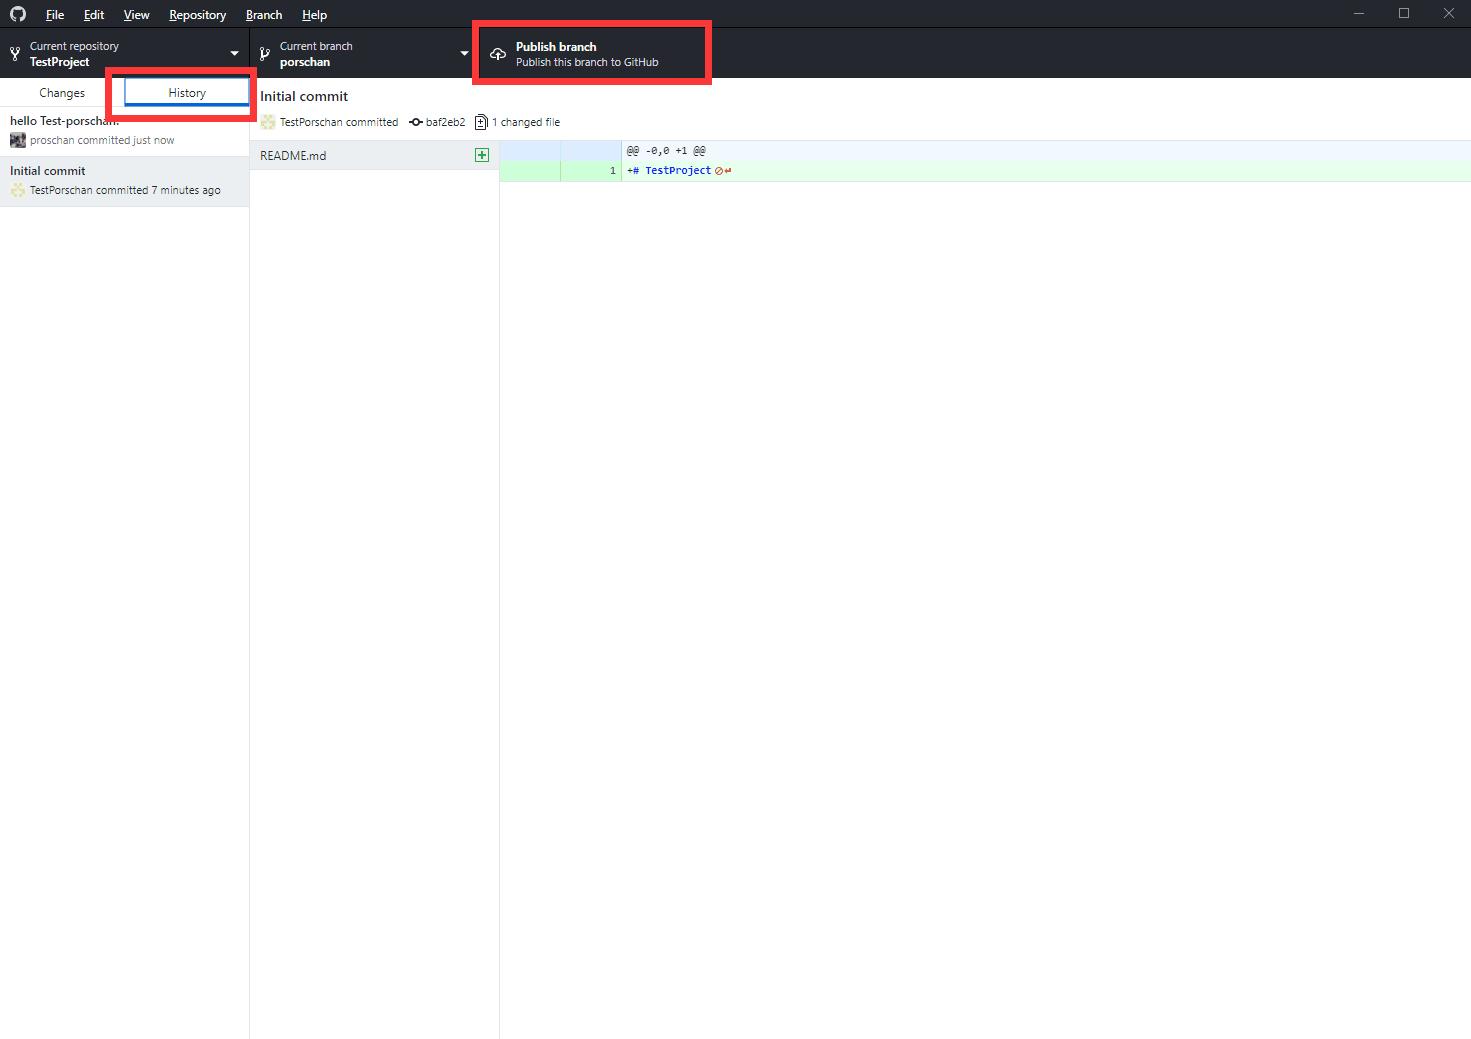 File Edit View Repository Branch Help
Current repository
TestProject
Current branch
porschan
Publish branch
Publish this branch to GitHub
Changes History
hello Test-porschan.
proschan committed just now
Initial commit
TestPorschan committed 7 minutes ago
Initial commit
TestPorschan committed baf2eb2 1 changed file
README.md
@@ -0,0 +1 @@
1 +# TestProject